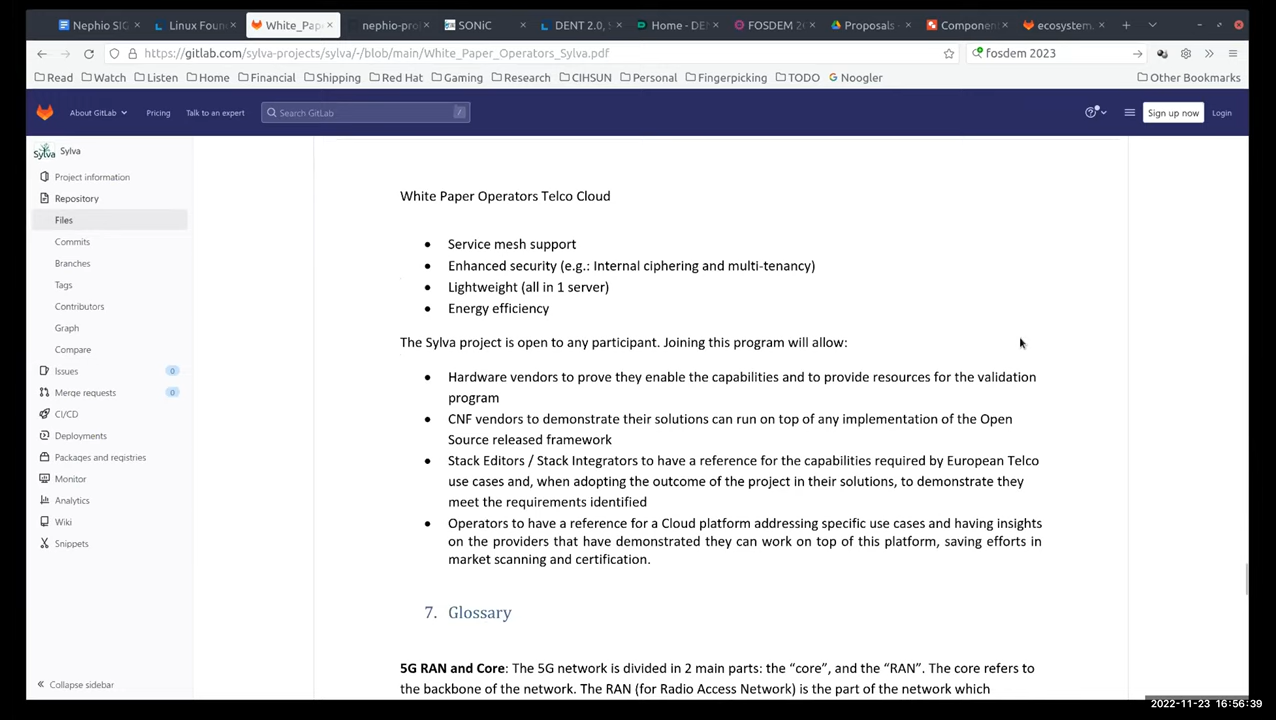 Nephio SIG
Linux Foun
White_Pap
nephio-pro
SONiC
DENT 2.0, S
Home - DE
FOSDEM 2
Proposals -
Componen
ecosystem.
https://gitlab.com/sylva-projects/sylva/-/blob/main/White_Paper_Operators_Sylva.pdf
fosdem 2023
Read Watch Listen Home Financial Shipping Red Hat Gaming Research CIHSUN Personal Fingerpicking TODO Noogler Other Bookmarks
About GitLab Pricing Talk to an expert Search GitLab / Sign up now Login
Sylva Sylva
Project information
Repository
Files
Commits
Branches
Tags
Contributors
Graph
Compare
Issues 0
Merge requests 0
CI/CD
Deployments
Packages and registries
Monitor
Analytics
Wiki
Snippets
Collapse sidebar
White Paper Operators Telco Cloud
• Service mesh support
• Enhanced security (e.g.: Internal ciphering and multi-tenancy)
• Lightweight (all in 1 server)
• Energy efficiency
The Sylva project is open to any participant. Joining this program will allow:
• Hardware vendors to prove they enable the capabilities and to provide resources for the validation
program
• CNF vendors to demonstrate their solutions can run on top of any implementation of the Open
Source released framework
• Stack Editors / Stack Integrators to have a reference for the capabilities required by European Telco
use cases and, when adopting the outcome of the project in their solutions, to demonstrate they
meet the requirements identified
• Operators to have a reference for a Cloud platform addressing specific use cases and having insights
on the providers that have demonstrated they can work on top of this platform, saving efforts in
market scanning and certification.
7. Glossary
5G RAN and Core: The 5G network is divided in 2 main parts: the “core”, and the “RAN”. The core refers to
the backbone of the network. The RAN (for Radio Access Network) is the part of the network which
2022-11-23 16:56:39